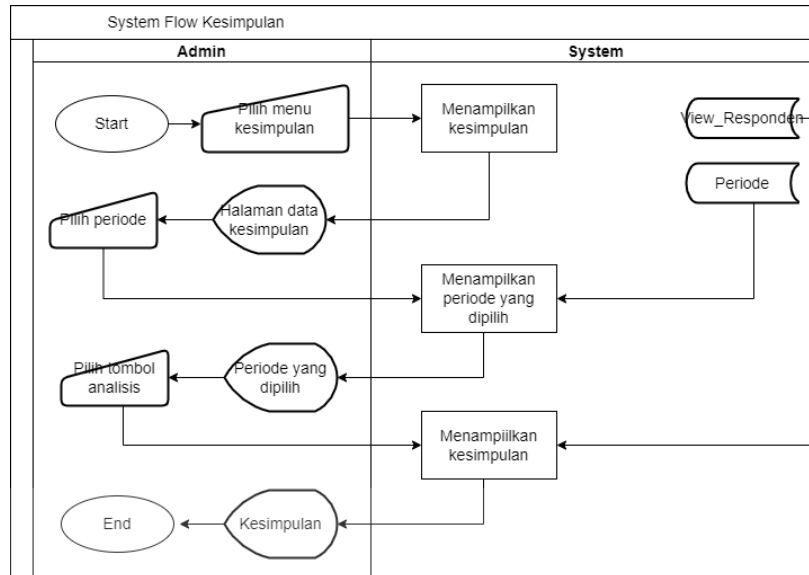 System Flow Kesimpulan
Admin
System
Start
Pilih menu
kesimpulan
Menampilkan
kesimpulan
View_Responden
Periode
Pilih periode
Halaman data
kesimpulan
Menampilkan
periode yang
dipilih
Pilih tombol
analisis
Periode yang
dipilih
Menampiilkan
kesimpulan
End
Kesimpulan